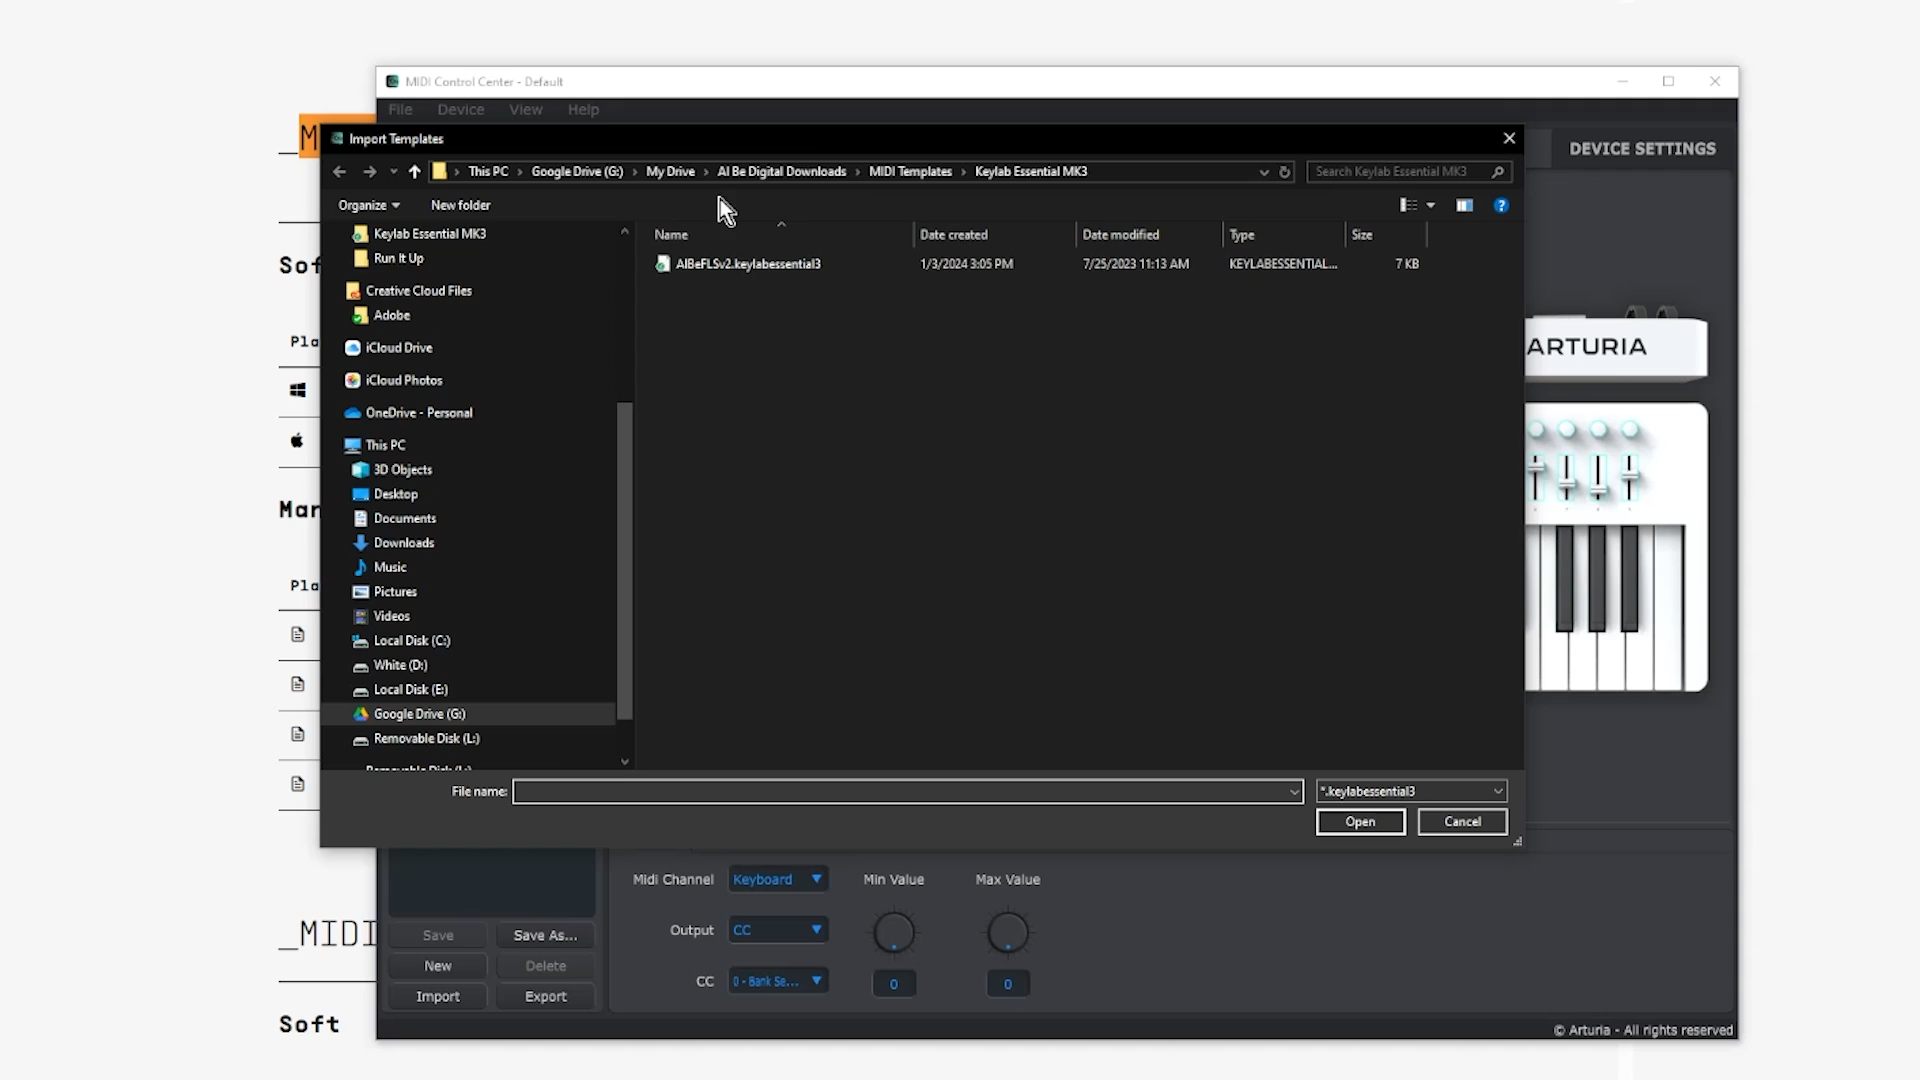 MIDI Control Center - Default
File Device View Help
DEVICE SETTINGS
Import Templates
This PC > Google Drive (G:) > My Drive > AI Be Digital Downloads > MIDI Templates > Keylab Essential MK3
Search Keylab Essential MK3
Organize New folder
Name Date created Date modified Type Size
AIBeFLSv2.keylabessential3 1/3/2024 3:05 PM 7/25/2023 11:13 AM KEYLABESSENTIAL... 7 KB
Keylab Essential MK3
Run It Up
Creative Cloud Files
Adobe
iCloud Drive
iCloud Photos
OneDrive - Personal
This PC
3D Objects
Desktop
Documents
Downloads
Music
Pictures
Videos
Local Disk (C:)
White (D:)
Local Disk (E:)
Google Drive (G:)
Removable Disk (L:)
File name:
*.keylabessential3
Open Cancel
ARTURIA
_M
Sof
Pla
Mar
Pla
_MIDI
Soft
Midi Channel Keyboard Min Value Max Value
Output CC
CC 0 - Bank Se... 0 0
Save Save As...
New Delete
Import Export
© Arturia - All rights reserved